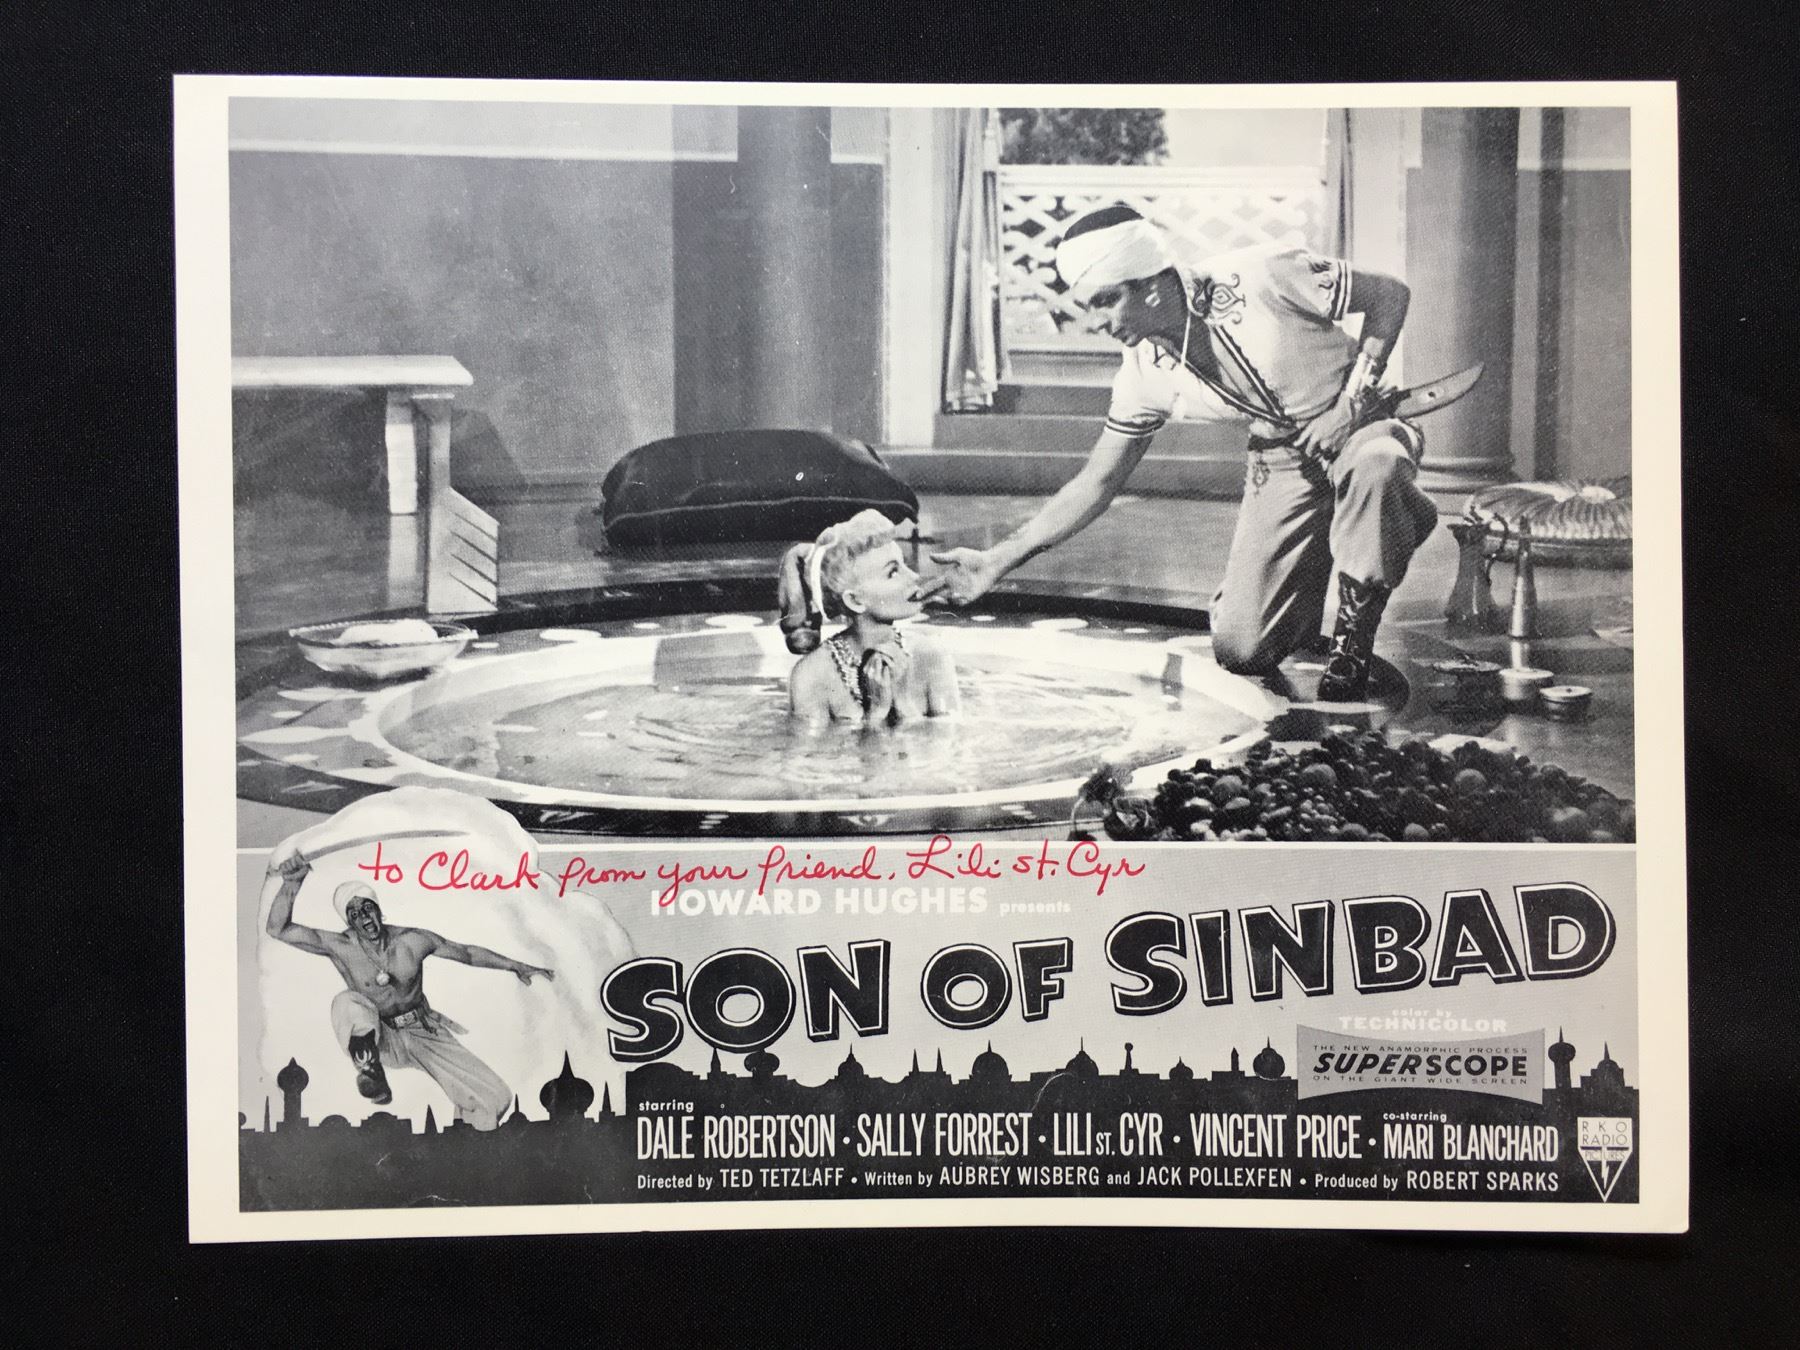 to Clark from your friend, Lili st. Cyr
HOWARD HUGHES presents
SON OF SINBAD
color by
TECHNICOLOR
THE NEW ANAMORPHIC PROCESS
SUPERSCOPE
ON THE GIANT WIDE SCREEN
starring
DALE ROBERTSON · SALLY FORREST · LILI ST. CYR · VINCENT PRICE · co-starring MARI BLANCHARD
Directed by TED TETZLAFF · Written by AUBREY WISBERG and JACK POLLEXFEN · Produced by ROBERT SPARKS
RKO
RADIO
PICTURES